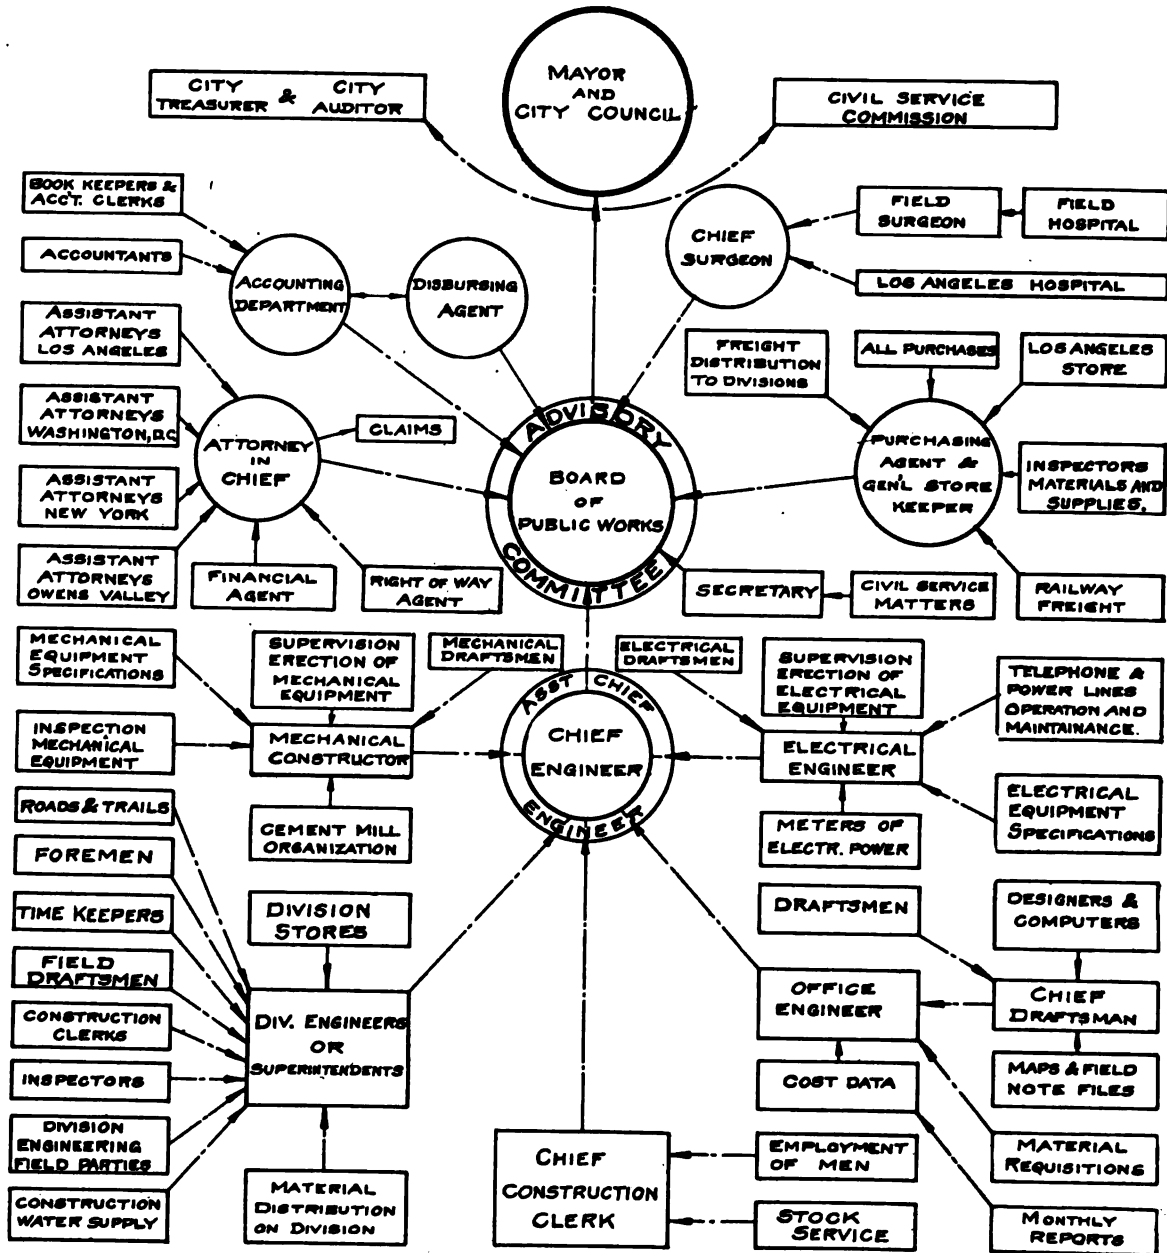 MAYOR
AND
CITY COUNCIL
CITY & CITY
TREASURER AUDITOR
CIVIL SERVICE
COMMISSION
BOOK KEEPERS &
ACC'T. CLERKS
ACCOUNTANTS
ACCOUNTING
DEPARTMENT
DISBURSING
AGENT
CHIEF
SURGEON
FIELD
SURGEON
FIELD
HOSPITAL
LOS ANGELES HOSPITAL
ASSISTANT
ATTORNEYS
LOS ANGELES
ASSISTANT
ATTORNEYS
WASHINGTON, D.C
ASSISTANT
ATTORNEYS
NEW YORK
ASSISTANT
ATTORNEYS
OWENS VALLEY
ATTORNEY
IN
CHIEF
CLAIMS
FINANCIAL
AGENT
RIGHT OF WAY
AGENT
ADVISORY
COMMITTEE
BOARD
OF
PUBLIC WORKS
FREIGHT
DISTRIBUTION
TO DIVISIONS
ALL PURCHASES
LOS ANGELES
STORE
PURCHASING
AGENT &
GEN'L STORE
KEEPER
INSPECTORS
MATERIALS AND
SUPPLIES.
RAILWAY
FREIGHT
SECRETARY
CIVIL SERVICE
MATTERS
MECHANICAL
EQUIPMENT
SPECIFICATIONS
SUPERVISION
ERECTION OF
MECHANICAL
EQUIPMENT
MECHANICAL
DRAFTSMEN
ELECTRICAL
DRAFTSMEN
SUPERVISION
ERECTION OF
ELECTRICAL
EQUIPMENT
TELEPHONE &
POWER LINES
OPERATION AND
MAINTAINANCE.
INSPECTION
MECHANICAL
EQUIPMENT
MECHANICAL
CONSTRUCTOR
ASST CHIEF
ENGINEER
CHIEF
ENGINEER
ELECTRICAL
ENGINEER
ELECTRICAL
EQUIPMENT
SPECIFICATIONS
CEMENT MILL
ORGANIZATION
METERS OF
ELECTR. POWER
ROADS & TRAILS
FOREMEN
TIME KEEPERS
FIELD
DRAFTSMEN
CONSTRUCTION
CLERKS
INSPECTORS
DIVISION
ENGINEERING
FIELD PARTIES
CONSTRUCTION
WATER SUPPLY
DIVISION
STORES
DIV. ENGINEERS
OR
SUPERINTENDENTS
MATERIAL
DISTRIBUTION
ON DIVISION
DRAFTSMEN
DESIGNERS &
COMPUTERS
OFFICE
ENGINEER
CHIEF
DRAFTSMAN
COST DATA
MAPS & FIELD
NOTE FILES
CHIEF
CONSTRUCTION
CLERK
EMPLOYMENT
OF MEN
STOCK
SERVICE
MATERIAL
REQUISITIONS
MONTHLY
REPORTS